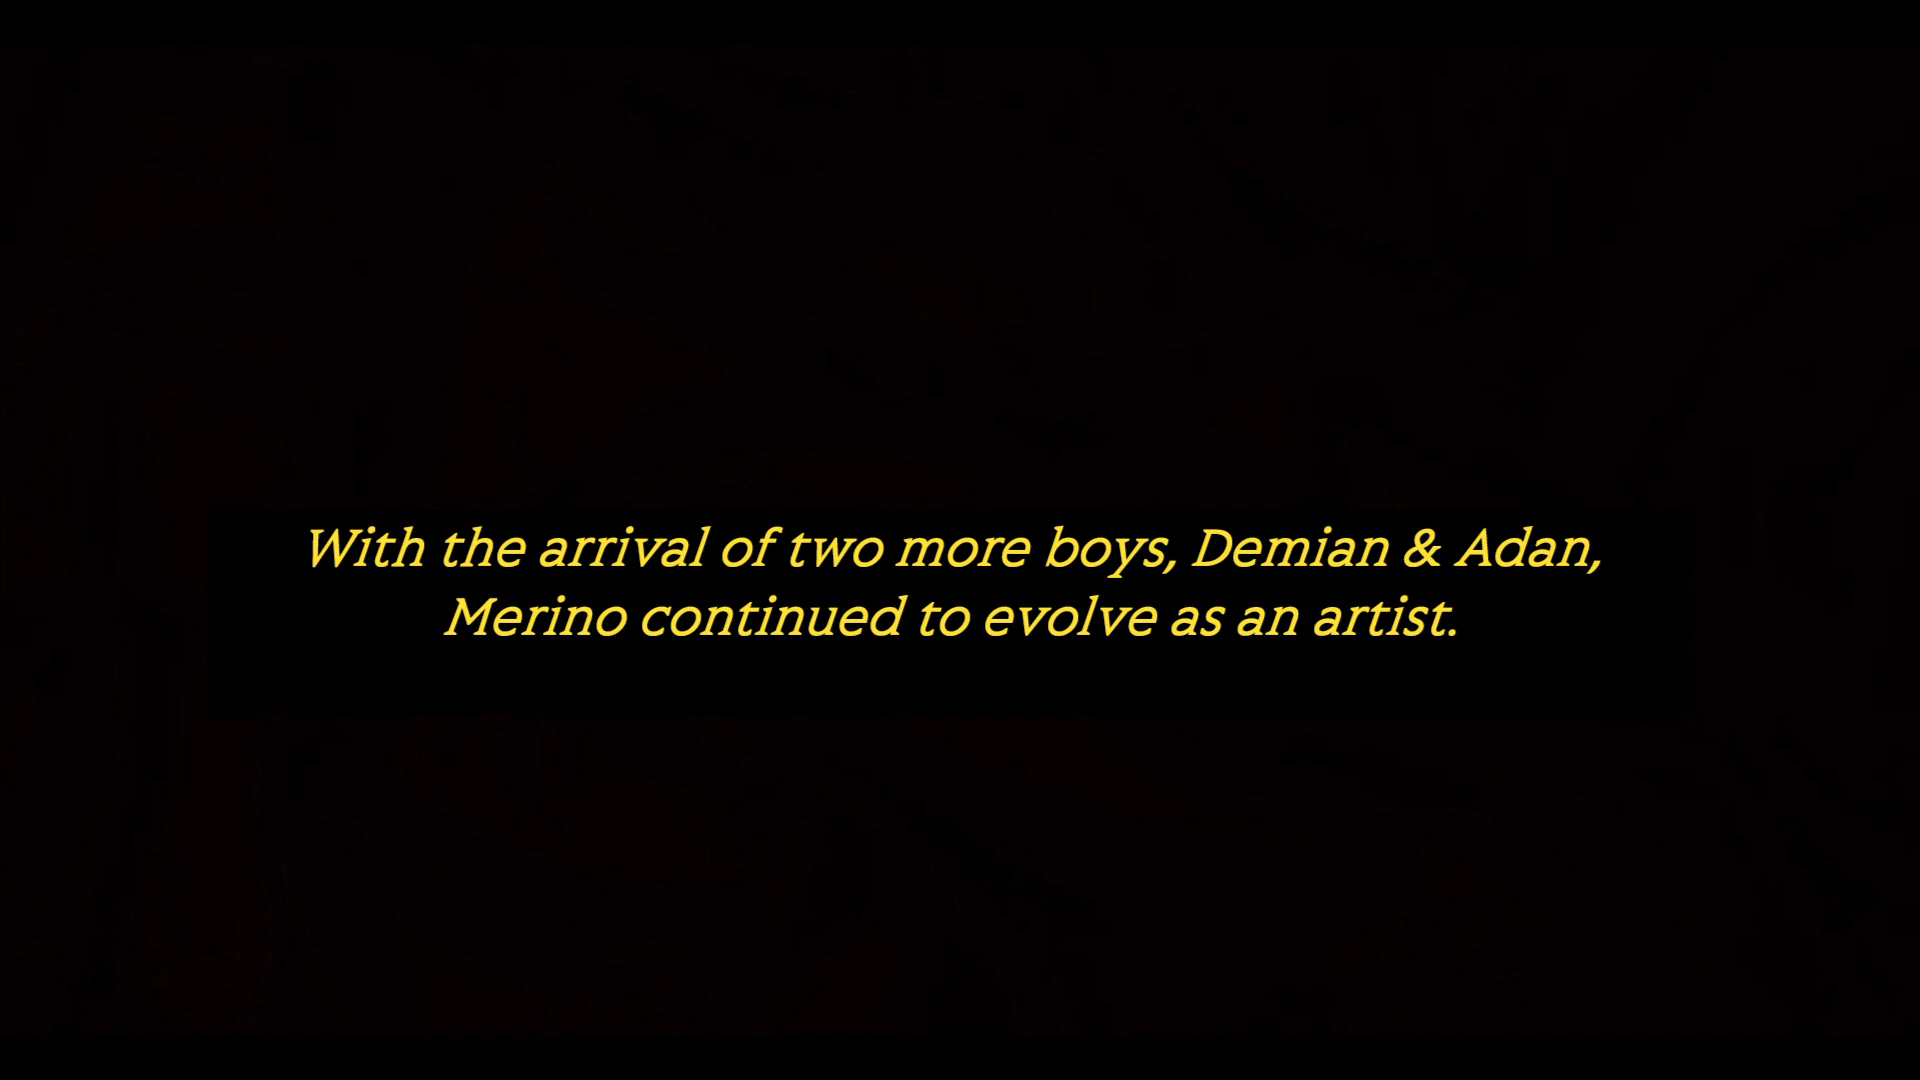 With the arrival of two more boys, Demian & Adan,
Merino continued to evolve as an artist.